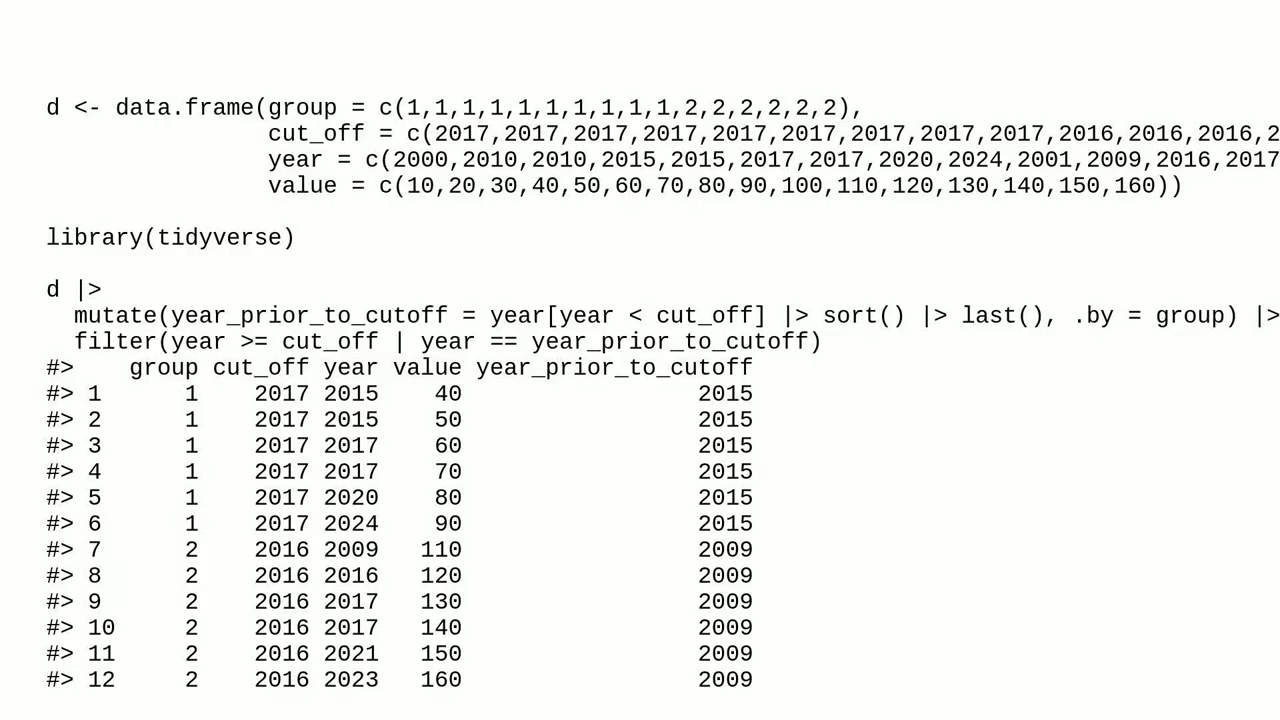 d <- data.frame(group = c(1,1,1,1,1,1,1,1,1,1,2,2,2,2,2,2),
                cut_off = c(2017,2017,2017,2017,2017,2017,2017,2017,2017,2016,2016,2016,2
                year = c(2000,2010,2010,2015,2015,2017,2017,2020,2024,2001,2009,2016,2017
                value = c(10,20,30,40,50,60,70,80,90,100,110,120,130,140,150,160))

library(tidyverse)

d |>
  mutate(year_prior_to_cutoff = year[year < cut_off] |> sort() |> last(), .by = group) |>
  filter(year >= cut_off | year == year_prior_to_cutoff)
#>    group cut_off year value year_prior_to_cutoff
#> 1      1    2017 2015    40                 2015
#> 2      1    2017 2015    50                 2015
#> 3      1    2017 2017    60                 2015
#> 4      1    2017 2017    70                 2015
#> 5      1    2017 2020    80                 2015
#> 6      1    2017 2024    90                 2015
#> 7      2    2016 2009   110                 2009
#> 8      2    2016 2016   120                 2009
#> 9      2    2016 2017   130                 2009
#> 10     2    2016 2017   140                 2009
#> 11     2    2016 2021   150                 2009
#> 12     2    2016 2023   160                 2009